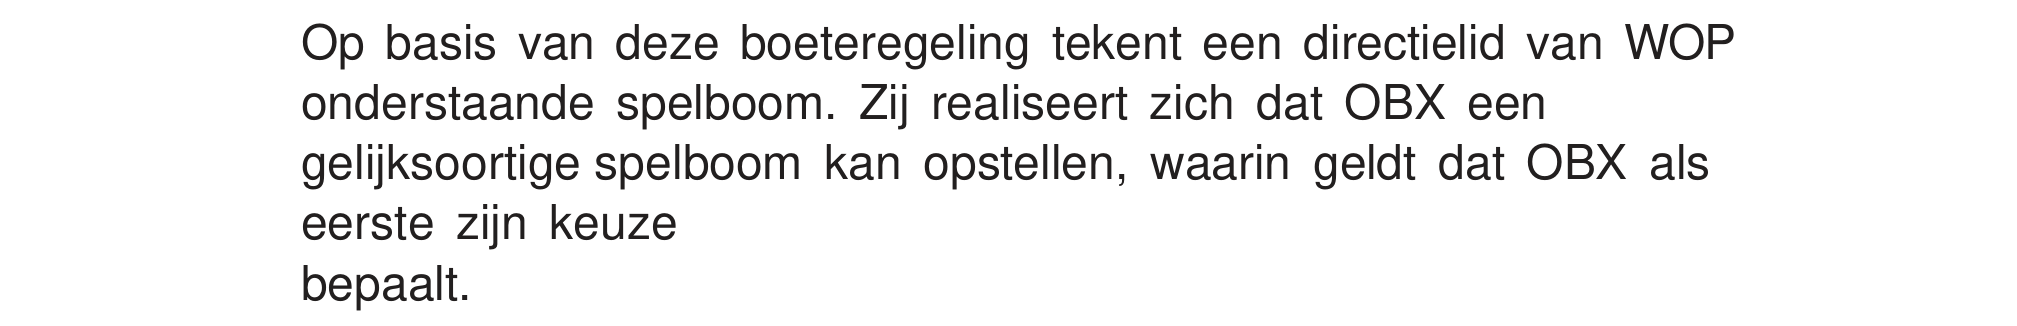 Op basis van deze boeteregeling tekent een directielid van WOP
onderstaande spelboom. Zij realiseert zich dat OBX een
gelijksoortige spelboom kan opstellen, waarin geldt dat OBX als
eerste zijn keuze
bepaalt.